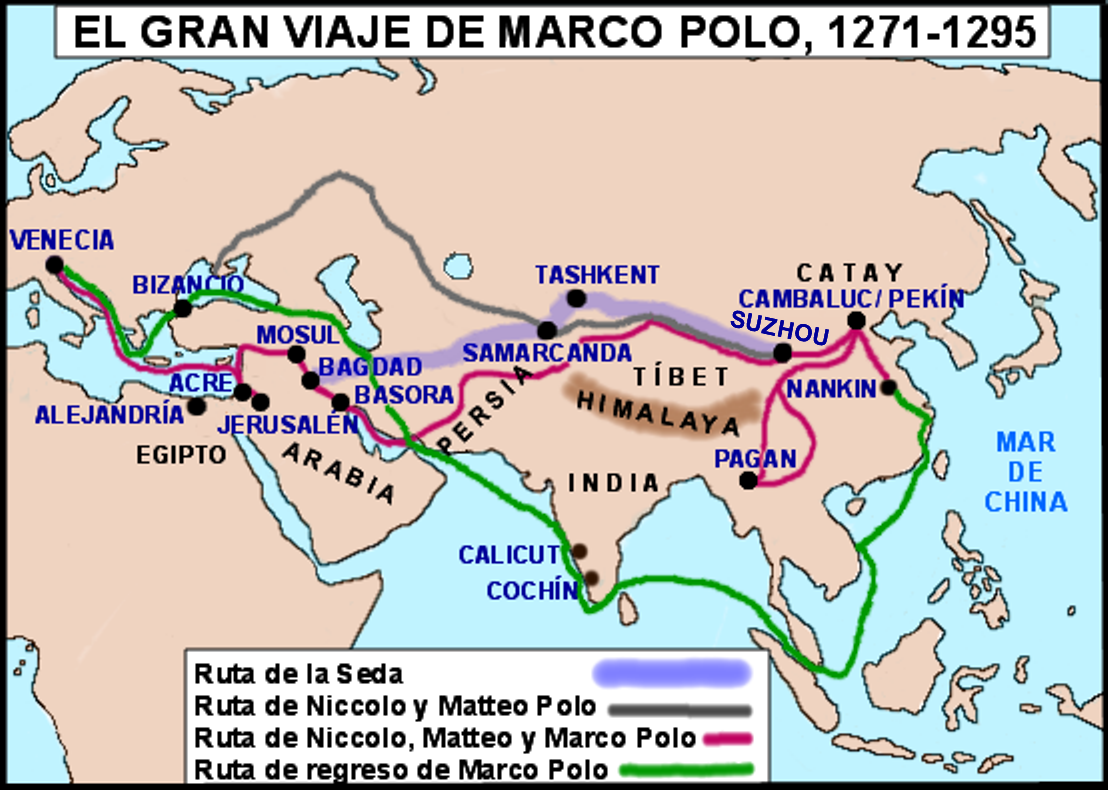 EL GRAN VIAJE DE MARCO POLO, 1271-1295
VENECIA
BIZANCIO
TASHKENT
CATAY
CAMBALUC/ PEKÍN
SUZHOU
MOSUL
SAMARCANDA
BAGDAD
ACRE
BASORA
PERSIA
TÍBET
NANKIN
HIMALAYA
ALEJANDRÍA
JERUSALÉN
EGIPTO
ARABIA
INDIA
PAGAN
MAR
DE
CHINA
CALICUT
COCHÍN
Ruta de la Seda
Ruta de Niccolo y Matteo Polo
Ruta de Niccolo, Matteo y Marco Polo
Ruta de regreso de Marco Polo